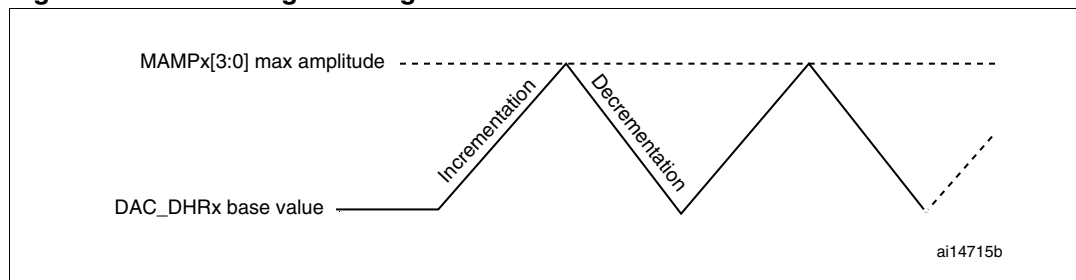 MAMPx[3:0] max amplitude
Incrementation
Decrementation
DAC_DHRx base value
ai14715b